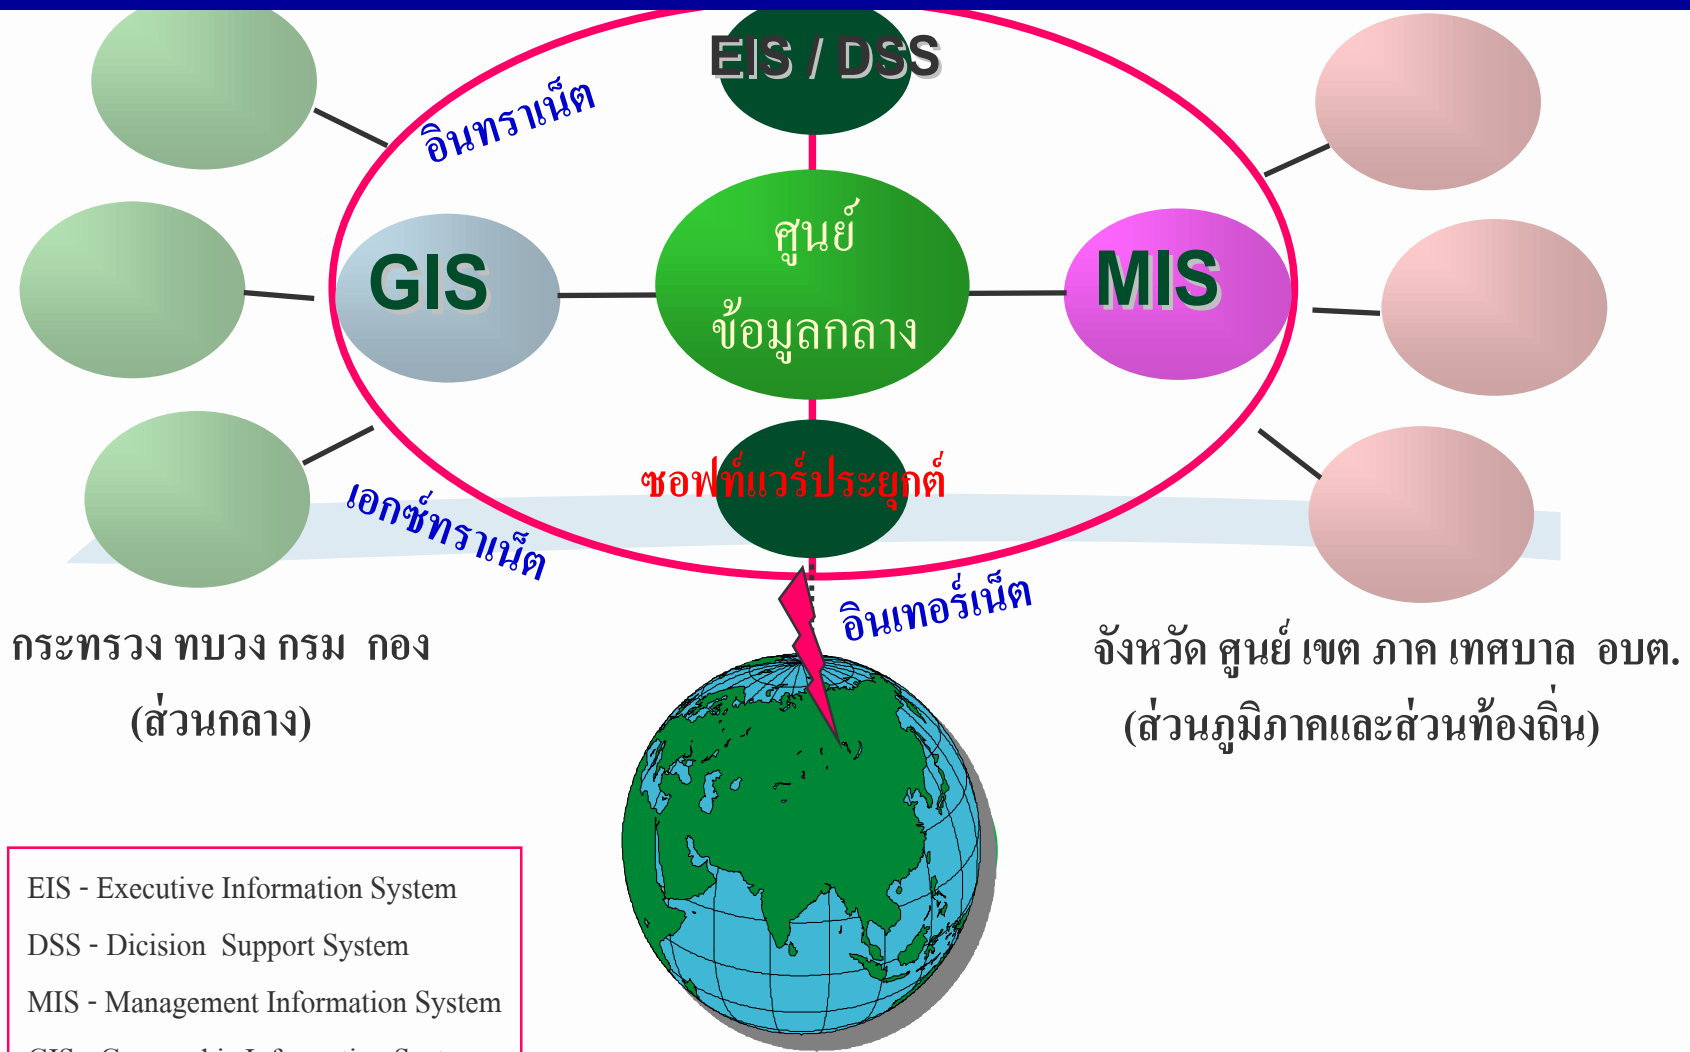 EIS / DSS
อินทราเน็ต
ศูนย์
ข้อมูลกลาง
GIS
MIS
ซอฟท์แวร์ประยุกต์
เอกซ์ทราเน็ต
อินเทอร์เน็ต
กระทรวง ทบวง กรม กอง
(ส่วนกลาง)
จังหวัด ศูนย์ เขต ภาค เทศบาล อบต.
(ส่วนภูมิภาคและส่วนท้องถิ่น)
EIS - Executive Information System
DSS - Dicision Support System
MIS - Management Information System